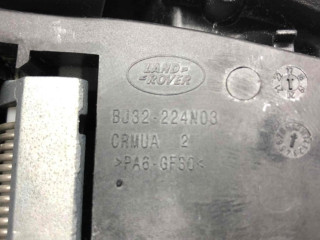 LAND-
-ROVER
BJ32-224N03
CRMUA 2
>PA6-GF30<